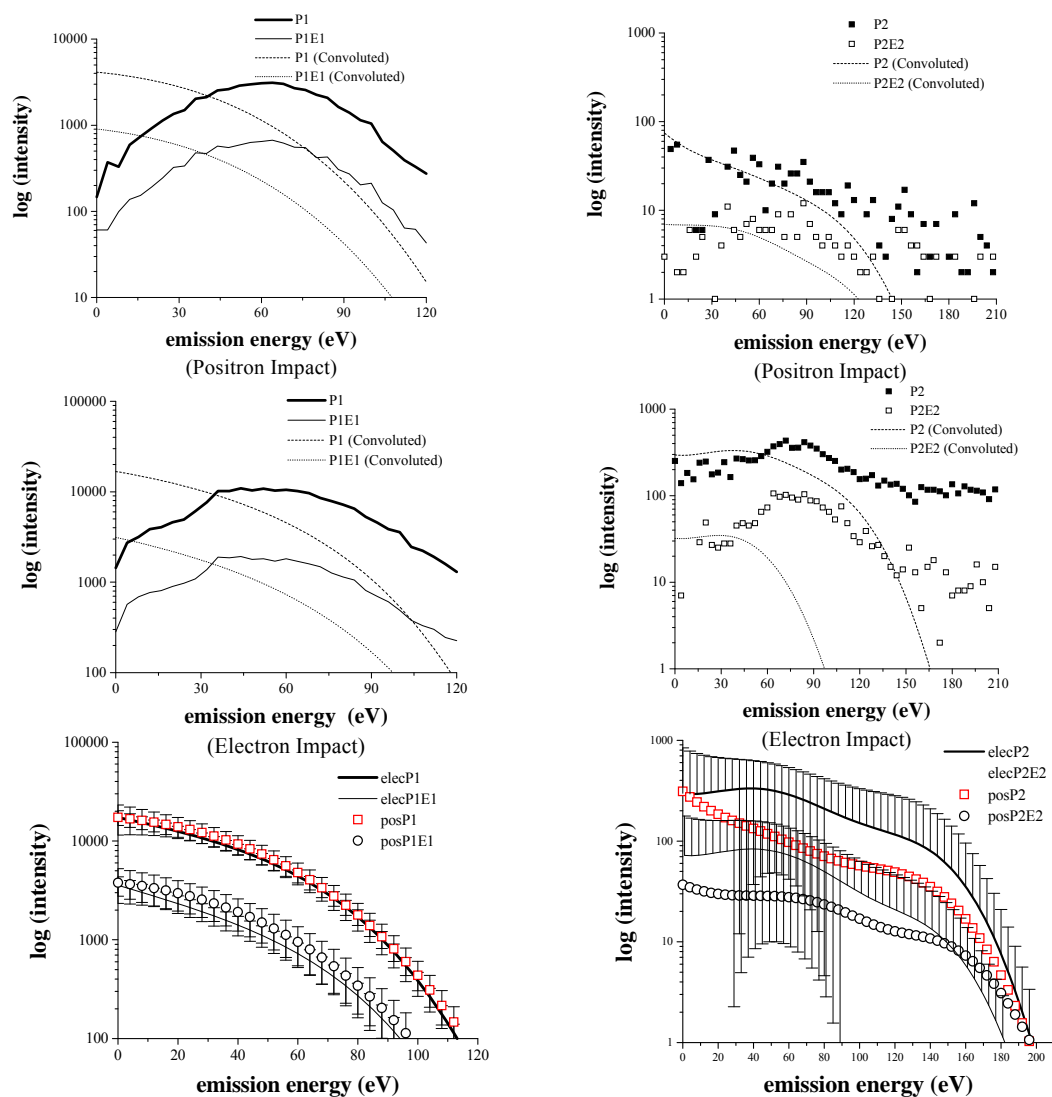 P1
P1E1
P1 (Convoluted)
P1E1 (Convoluted)
10000
1000
100
10
log (intensity)
0 30 60 90 120
emission energy (eV)
(Positron Impact)
P2
P2E2
P2 (Convoluted)
P2E2 (Convoluted)
1000
100
10
1
log (intensity)
0 30 60 90 120 150 180 210
emission energy (eV)
(Positron Impact)
P1
P1E1
P1 (Convoluted)
P1E1 (Convoluted)
100000
10000
1000
100
log (intensity)
0 30 60 90 120
emission energy (eV)
(Electron Impact)
P2
P2E2
P2 (Convoluted)
P2E2 (Convoluted)
1000
100
10
1
log (intensity)
0 30 60 90 120 150 180 210
emission energy (eV)
(Electron Impact)
elecP1
elecP1E1
posP1
posP1E1
100000
10000
1000
100
log (intensity)
0 20 40 60 80 100 120
emission energy (eV)
elecP2
elecP2E2
posP2
posP2E2
1000
100
10
1
log (intensity)
0 20 40 60 80 100 120 140 160 180 200
emission energy (eV)